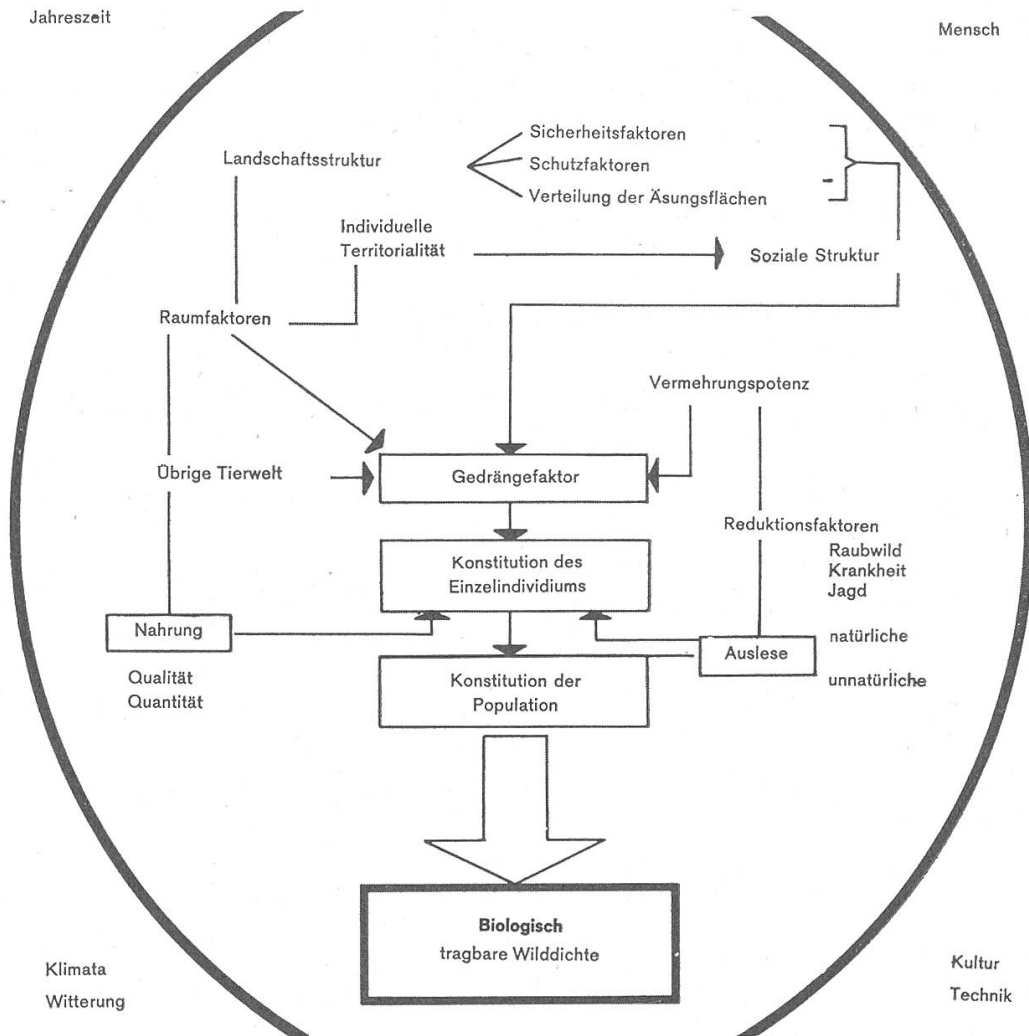 Jahreszeit
Mensch
Sicherheitsfaktoren
Landschaftsstruktur
Schutzfaktoren
Verteilung der Äsungsflächen
Individuelle
Territorialität
Soziale Struktur
Raumfaktoren
Vermehrungspotenz
Übrige Tierwelt
Gedrängefaktor
Reduktionsfaktoren
Raubwild
Krankheit
Jagd
Konstitution des
Einzelindividiums
Nahrung
natürliche
Auslese
Qualität
Quantität
unnatürliche
Konstitution der
Population
Biologisch
tragbare Wilddichte
Klimata
Witterung
Kultur
Technik